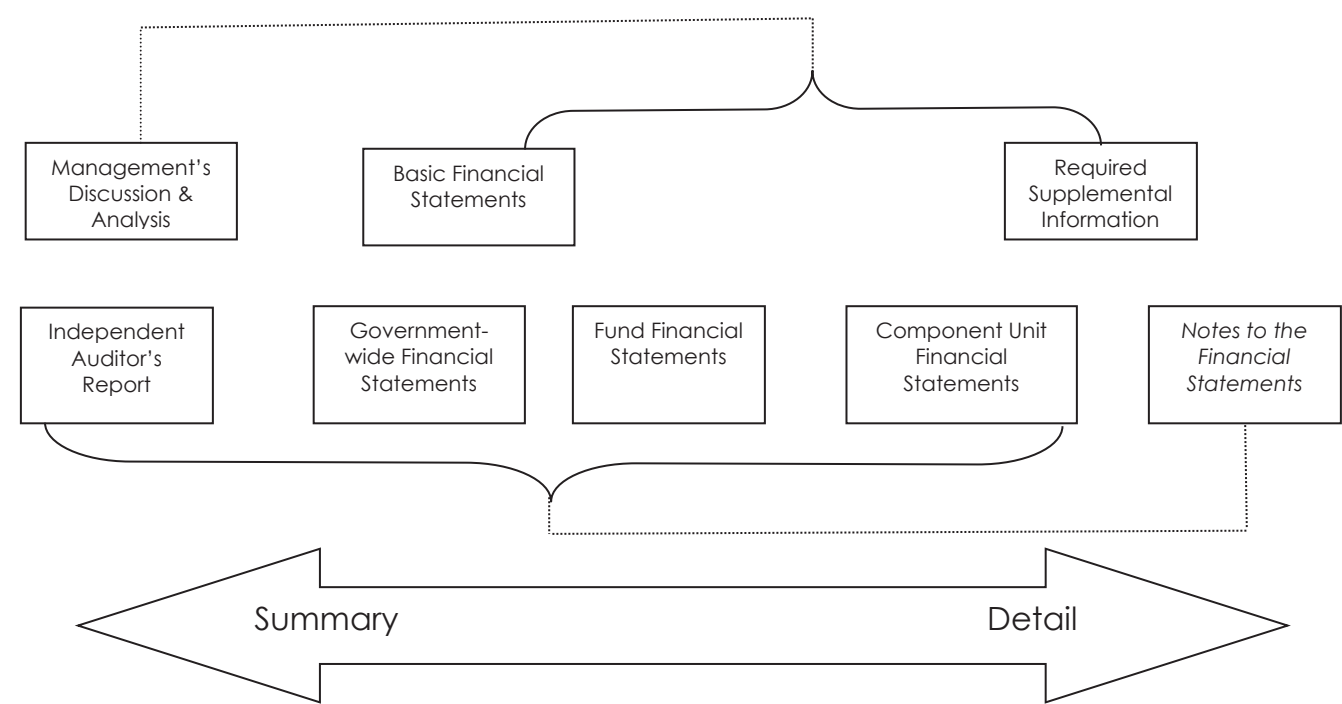 Management's
Discussion &
Analysis
Basic Financial
Statements
Required
Supplemental
Information
Independent
Auditor's
Report
Government-
wide Financial
Statements
Fund Financial
Statements
Component Unit
Financial
Statements
Notes to the
Financial
Statements
Summary
Detail